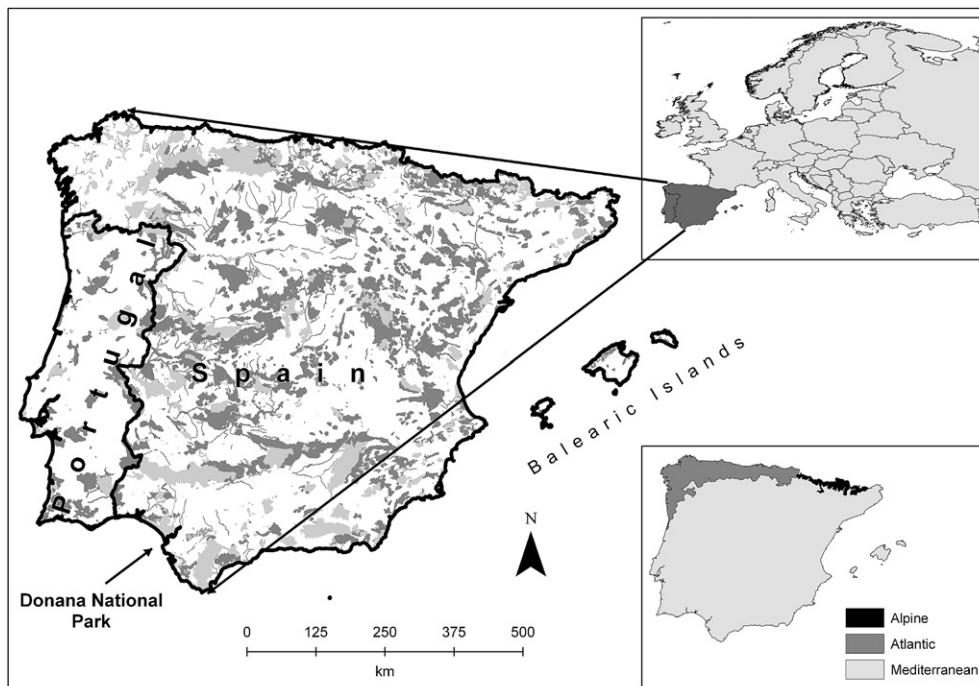 Portugal
Spain
Balearic Islands
Donana National
Park
N
0 125 250 375 500
km
Alpine
Atlantic
Mediterranean